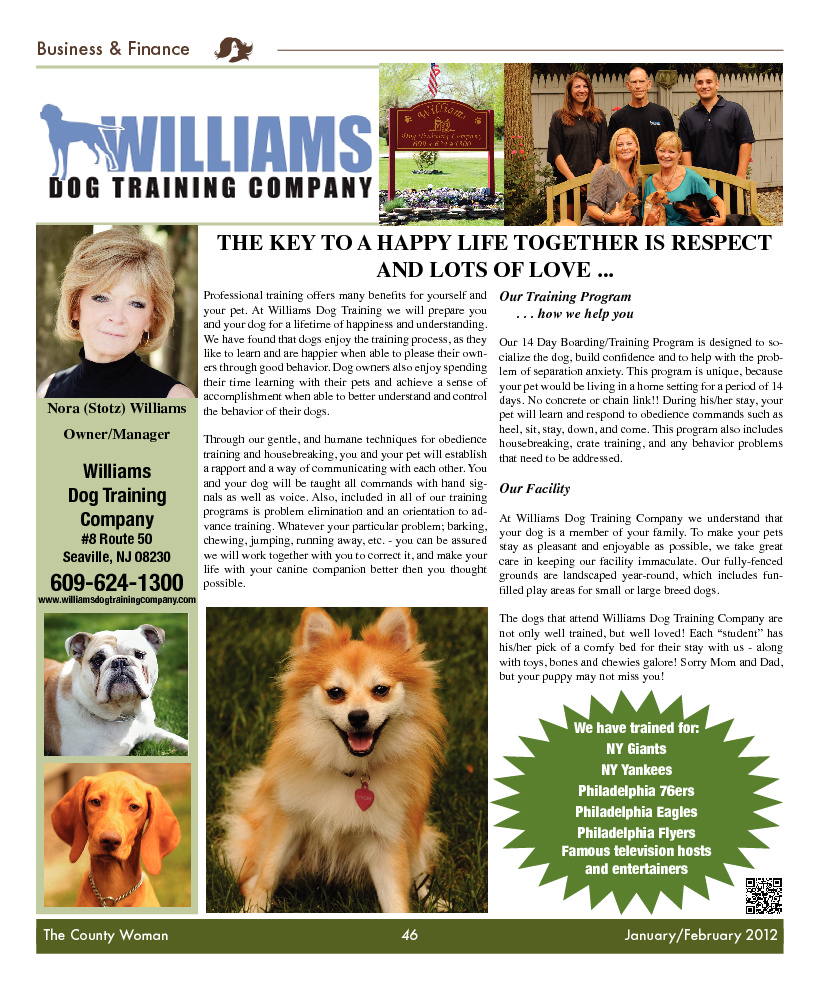 Business & Finance
WILLIAMS
DOG TRAINING COMPANY
Williams
Dog Training Company
609 • 624 • 1300
THE KEY TO A HAPPY LIFE TOGETHER IS RESPECT
AND LOTS OF LOVE ...
Nora (Stotz) Williams
Owner/Manager
Williams
Dog Training
Company
#8 Route 50
Seaville, NJ 08230
609-624-1300
www.williamsdogtrainingcompany.com
Professional training offers many benefits for yourself and
your pet. At Williams Dog Training we will prepare you
and your dog for a lifetime of happiness and understanding.
We have found that dogs enjoy the training process, as they
like to learn and are happier when able to please their own-
ers through good behavior. Dog owners also enjoy spending
their time learning with their pets and achieve a sense of
accomplishment when able to better understand and control
the behavior of their dogs.
Through our gentle, and humane techniques for obedience
training and housebreaking, you and your pet will establish
a rapport and a way of communicating with each other. You
and your dog will be taught all commands with hand sig-
nals as well as voice. Also, included in all of our training
programs is problem elimination and an orientation to ad-
vance training. Whatever your particular problem; barking,
chewing, jumping, running away, etc. - you can be assured
we will work together with you to correct it, and make your
life with your canine companion better then you thought
possible.
Our Training Program
. . . how we help you
Our 14 Day Boarding/Training Program is designed to so-
cialize the dog, build confidence and to help with the prob-
lem of separation anxiety. This program is unique, because
your pet would be living in a home setting for a period of 14
days. No concrete or chain link!! During his/her stay, your
pet will learn and respond to obedience commands such as
heel, sit, stay, down, and come. This program also includes
housebreaking, crate training, and any behavior problems
that need to be addressed.
Our Facility
At Williams Dog Training Company we understand that
your dog is a member of your family. To make your pets
stay as pleasant and enjoyable as possible, we take great
care in keeping our facility immaculate. Our fully-fenced
grounds are landscaped year-round, which includes fun-
filled play areas for small or large breed dogs.
The dogs that attend Williams Dog Training Company are
not only well trained, but well loved! Each “student” has
his/her pick of a comfy bed for their stay with us - along
with toys, bones and chewies galore! Sorry Mom and Dad,
but your puppy may not miss you!
We have trained for:
NY Giants
NY Yankees
Philadelphia 76ers
Philadelphia Eagles
Philadelphia Flyers
Famous television hosts
and entertainers
The County Woman
46
January/February 2012